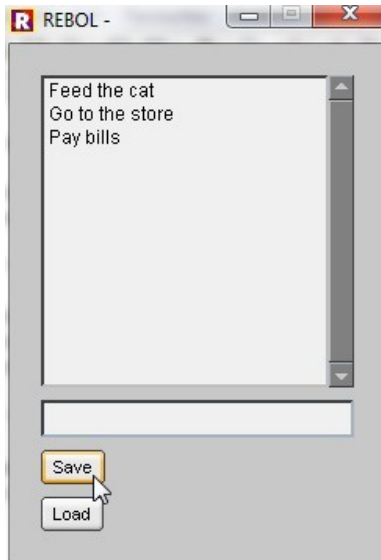 R REBOL -
Feed the cat
Go to the store
Pay bills
Save
Load